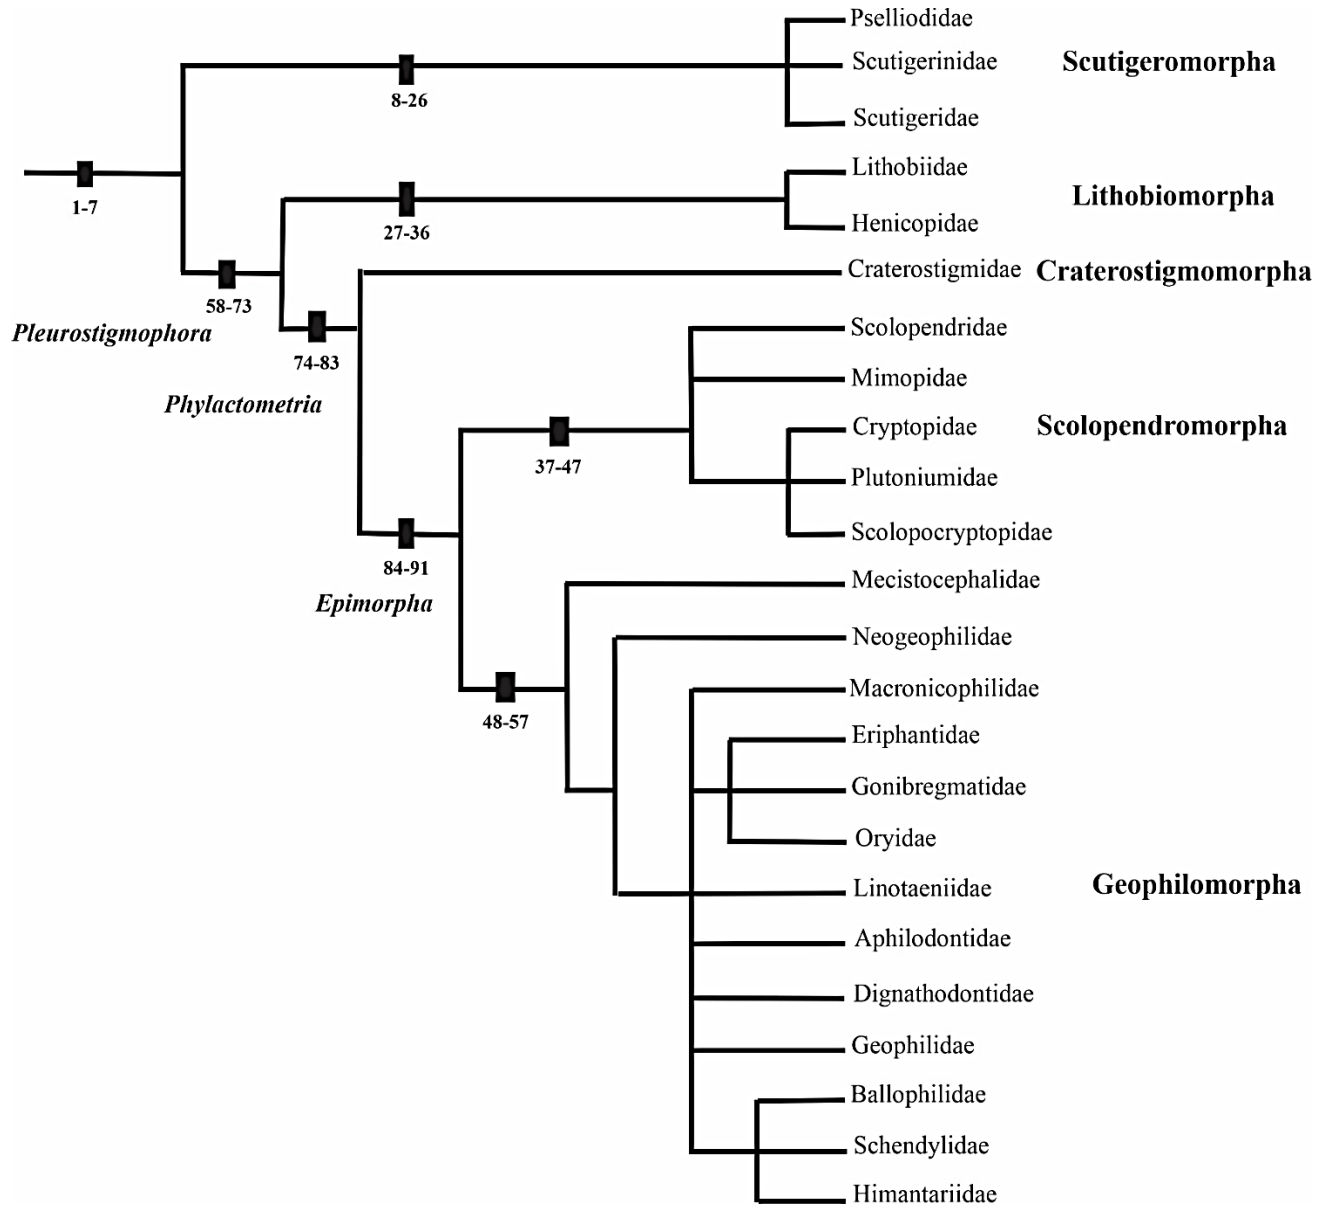 Pselliodidae
Scutigerinidae
Scutigeromorpha
8-26
Scutigeridae
Lithobiidae
1-7
Lithobiomorpha
27-36
Henicopidae
Craterostigmidae
Craterostigmomorpha
58-73
Pleurostigmophora
Scolopendridae
74-83
Mimopidae
Phylactometria
Cryptopidae
Scolopendromorpha
37-47
Plutoniumidae
Scolopocryptopidae
84-91
Mecistocephalidae
Epimorpha
Neogeophilidae
Macronicophilidae
48-57
Eriphantidae
Gonibregmatidae
Oryidae
Linotaeniidae
Geophilomorpha
Aphilodontidae
Dignathodontidae
Geophilidae
Ballophilidae
Schendylidae
Himantariidae